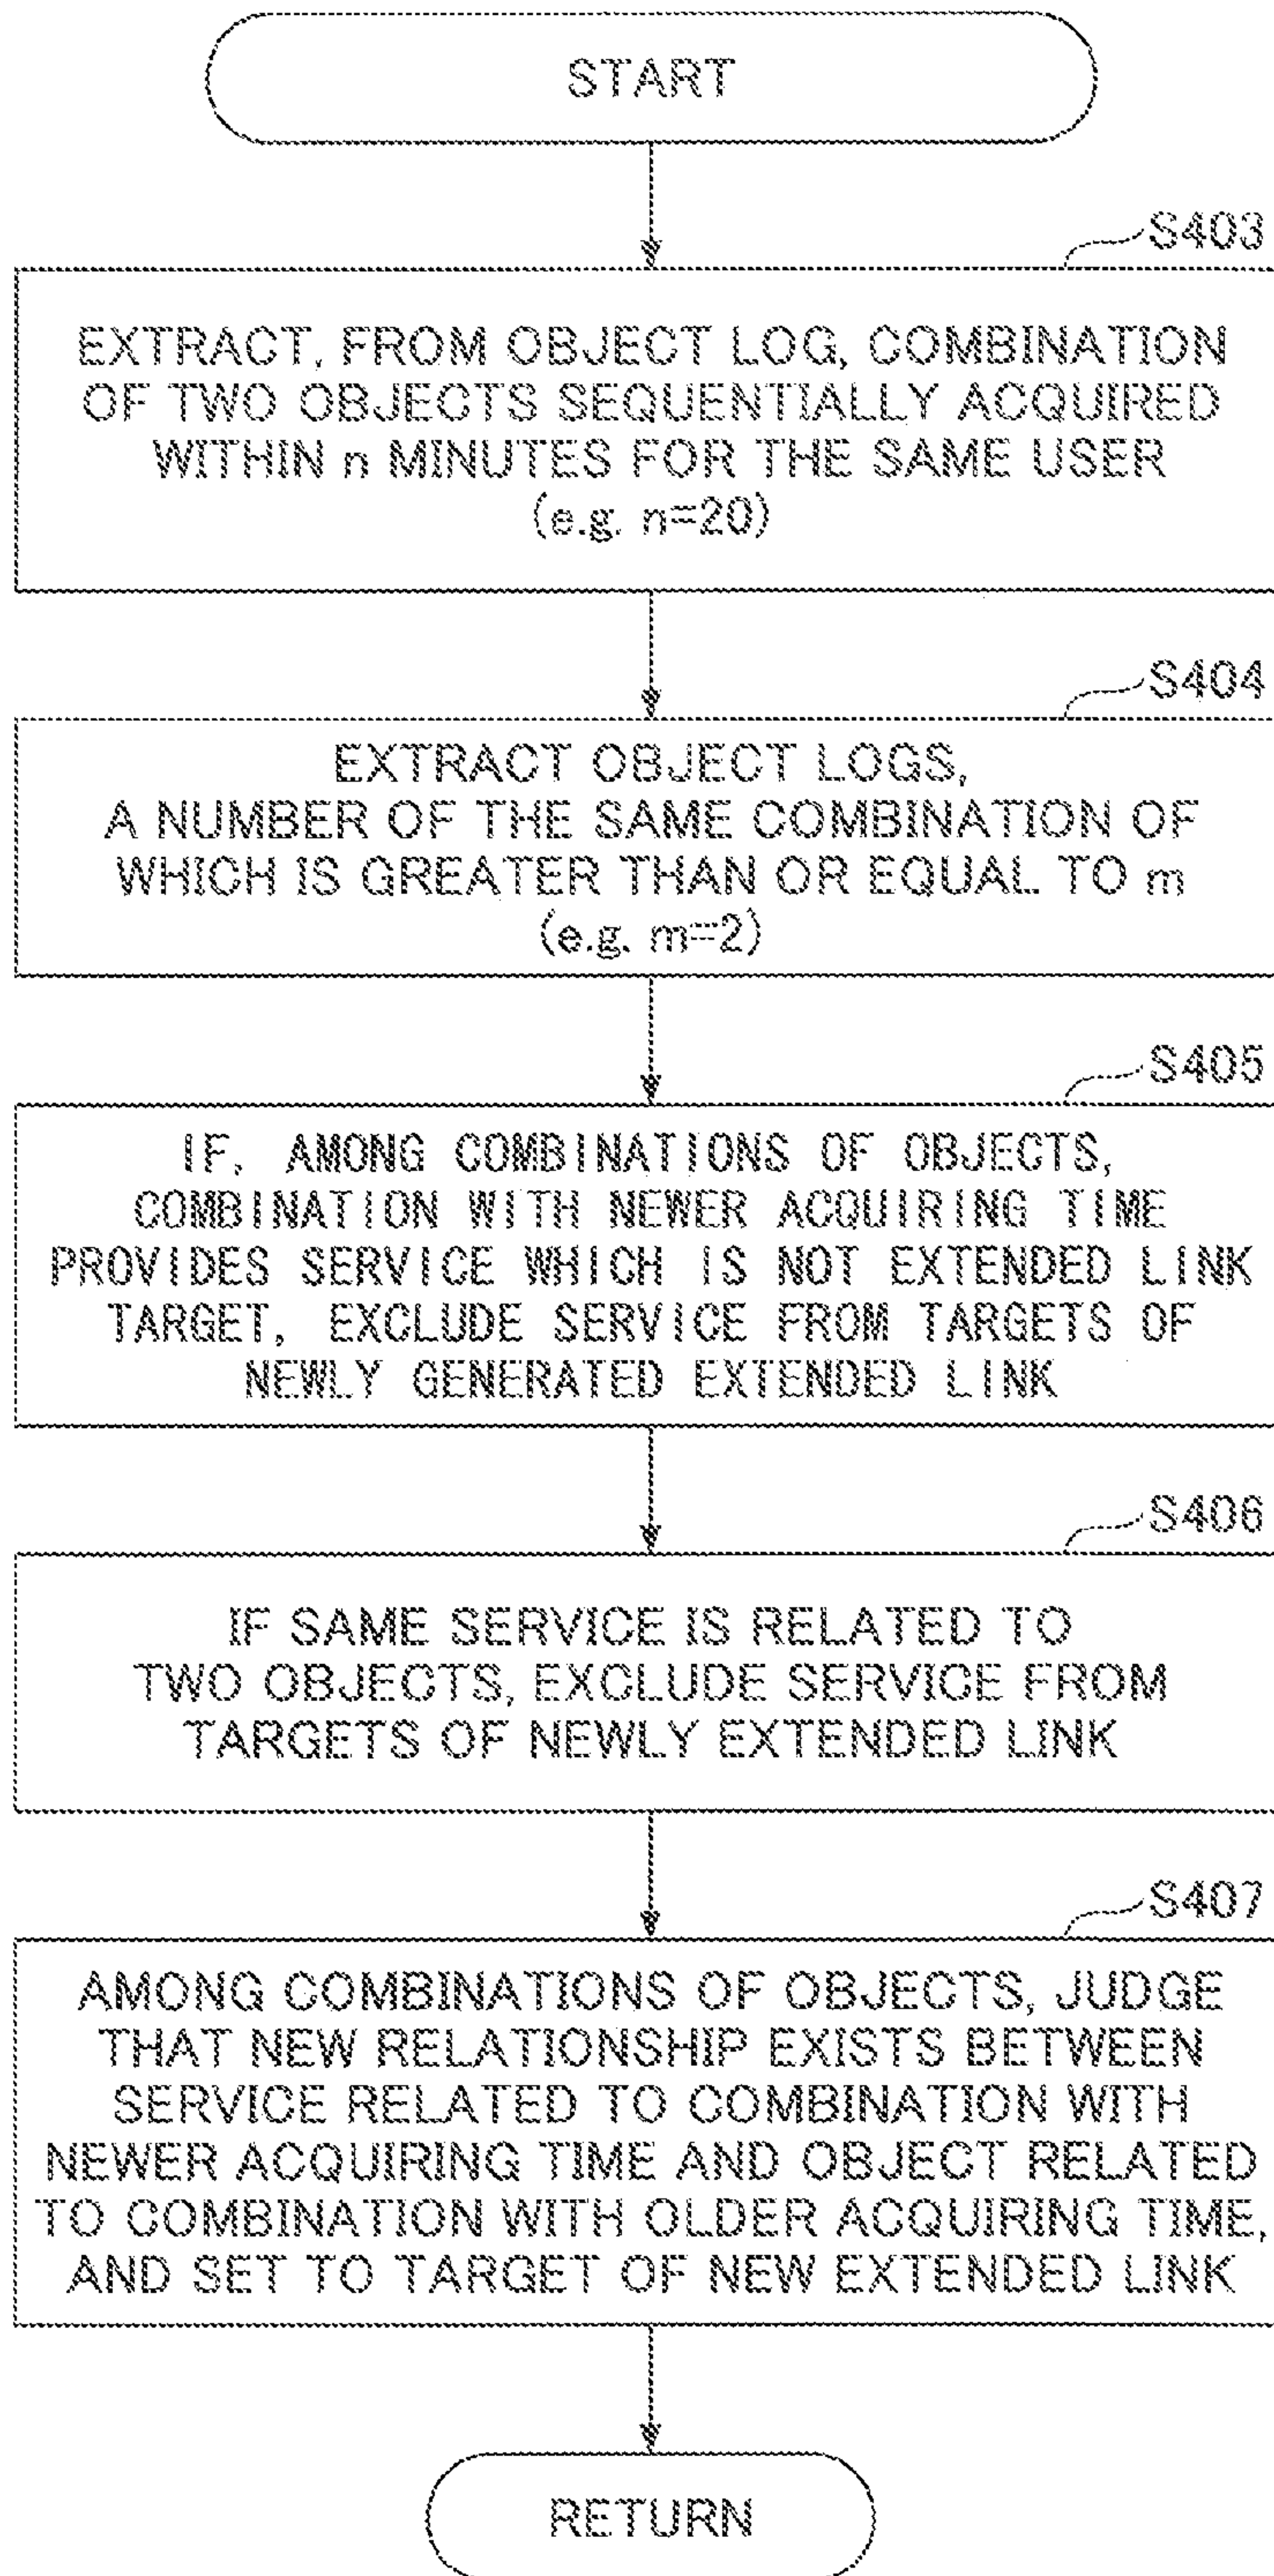 START
S403
EXTRACT, FROM OBJECT LOG, COMBINATION
OF TWO OBJECTS SEQUENTIALLY ACQUIRED
WITHIN n MINUTES FOR THE SAME USER
(e.g. n=20)
S404
EXTRACT OBJECT LOGS,
A NUMBER OF THE SAME COMBINATION OF
WHICH IS GREATER THAN OR EQUAL TO m
(e.g. m=2)
S405
IF, AMONG COMBINATIONS OF OBJECTS,
COMBINATION WITH NEWER ACQUIRING TIME
PROVIDES SERVICE WHICH IS NOT EXTENDED LINK
TARGET, EXCLUDE SERVICE FROM TARGETS OF
NEWLY GENERATED EXTENDED LINK
S406
IF SAME SERVICE IS RELATED TO
TWO OBJECTS, EXCLUDE SERVICE FROM
TARGETS OF NEWLY EXTENDED LINK
S407
AMONG COMBINATIONS OF OBJECTS, JUDGE
THAT NEW RELATIONSHIP EXISTS BETWEEN
SERVICE RELATED TO COMBINATION WITH
NEWER ACQUIRING TIME AND OBJECT RELATED
TO COMBINATION WITH OLDER ACQUIRING TIME,
AND SET TO TARGET OF NEW EXTENDED LINK
RETURN